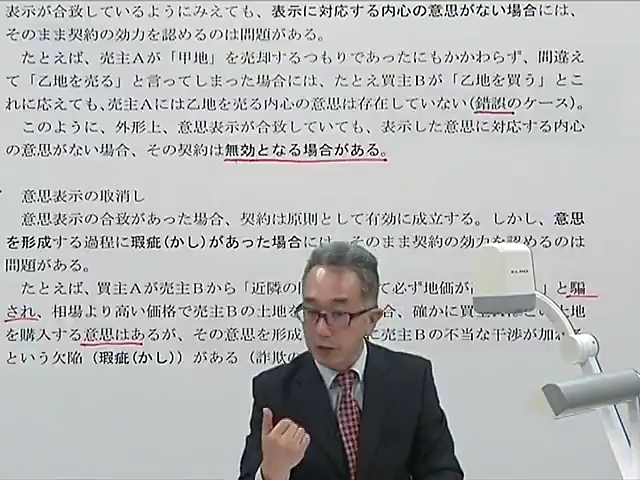 表示が合致しているようにみえても、表示に対応する内心の意思がない場合には、
そのまま契約の効力を認めるのは問題がある。
たとえば、売主Aが「甲地」を売却するつもりであったにもかかわらず、間違え
て「乙地を売る」と言ってしまった場合には、たとえ買主Bが「乙地を買う」とこ
れに応えても、売主Aには乙地を売る内心の意思は存在していない(錯誤のケース)。
このように、外形上、意思表示が合致していても、表示した意思に対応する内心
の意思がない場合、その契約は無効となる場合がある。
意思表示の取消し
意思表示の合致があった場合、契約は原則として有効に成立する。しかし、意思
を形成する過程に瑕疵(かし)があった場合には、そのまま契約の効力を認めるのは
問題がある。
たとえば、買主Aが売主Bから「近隣の て必ず地価が 」と騙
され、相場より高い価格で売主Bの土地を 合、確かに買主 土地
を購入する意思はあるが、その意思を形成 に売主Bの不当な干渉が加
という欠陥(瑕疵(かし))がある(詐欺の
ELMO